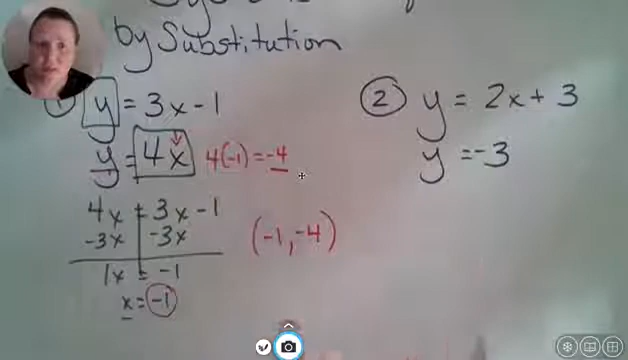 by Substitution
y = 3x - 1
y = 4x 4(-1) = -4
4x = 3x - 1
-3x -3x
1x = -1
x = -1
(-1, -4)
2 y = 2x + 3
y = -3